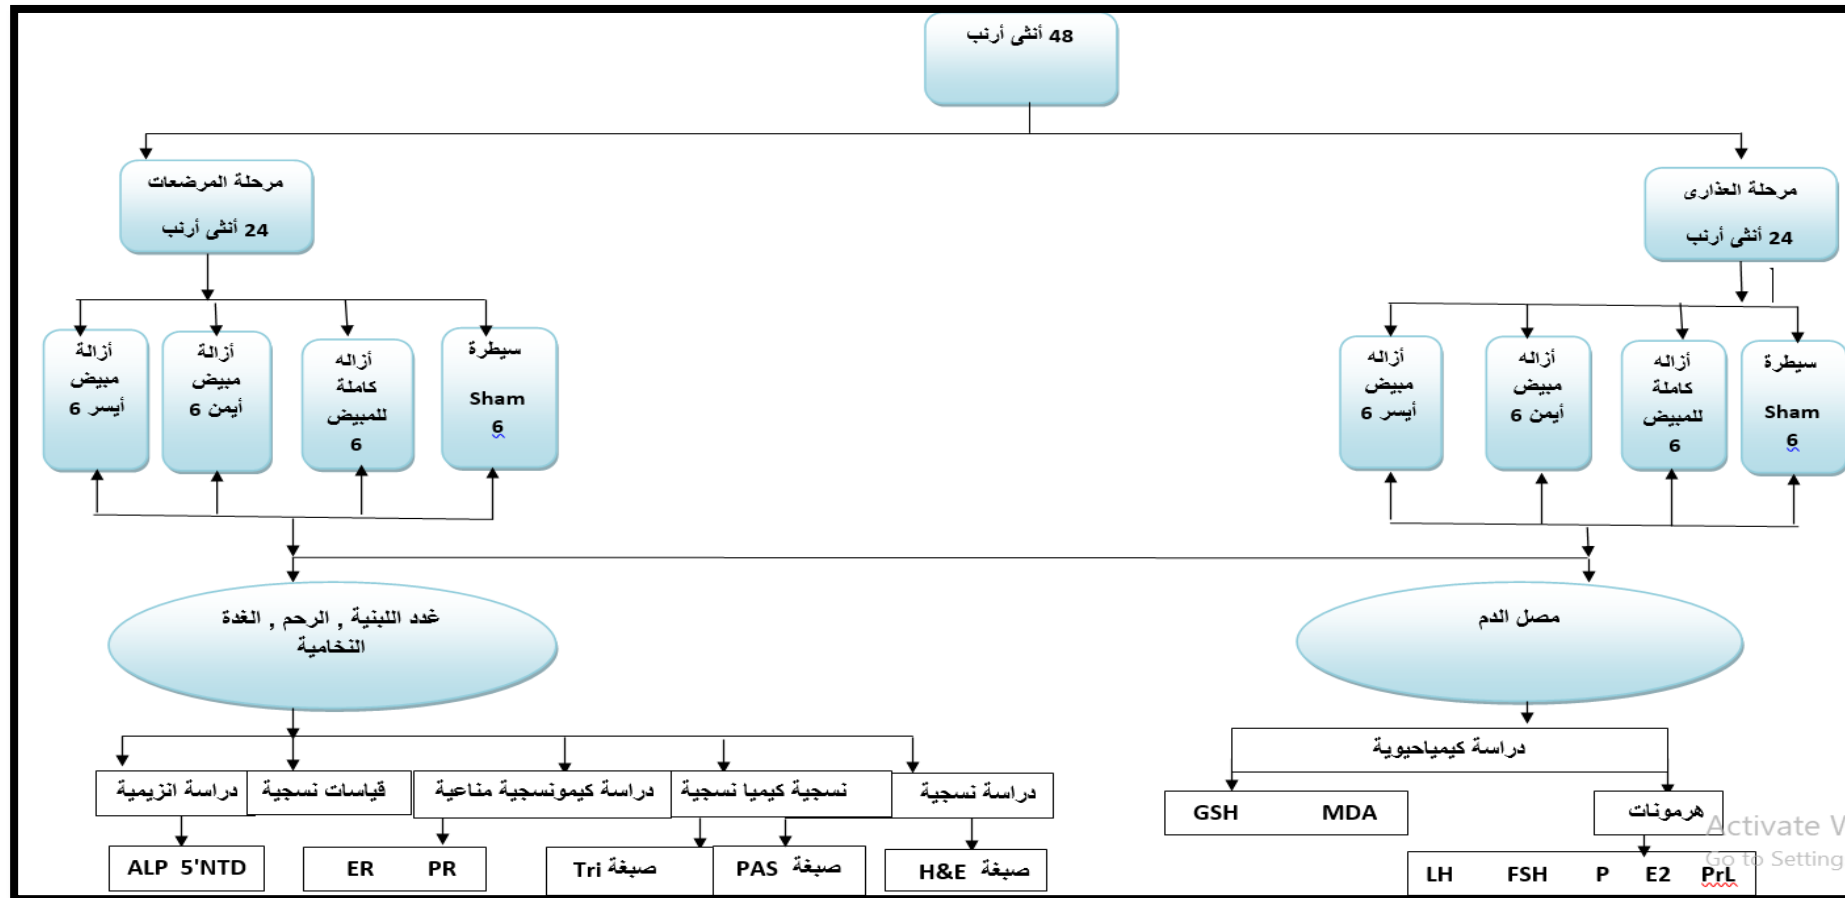 48 أنثى أرنب
مرحلة العذارى
24 أنثى أرنب
مرحلة المرضعات
24 أنثى أرنب
سيطرة
Sham
6
أزاله
كاملة
للمبيض
6
أزاله
مبيض
أيمن 6
أزاله
مبيض
أيسر 6
سيطرة
Sham
6
أزاله
كاملة
للمبيض
6
أزالة
مبيض
أيمن 6
أزالة
مبيض
أيسر 6
مصل الدم
غدد اللبنية , الرحم , الغدة
النخامية
دراسة كيمياحيوية
هرمونات
GSH MDA
LH FSH P E2 PrL
دراسة نسجية
نسجية كيميا نسجية
دراسة كيمونسجية مناعية
قياسات نسجية
دراسة انزيمية
صبغة H&E
صبغة PAS
صبغة Tri
ER PR
ALP 5'NTD
Activate W
Go to Setting